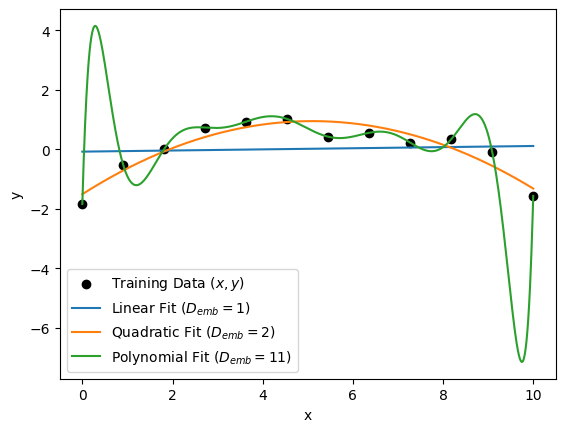 4
2
0
−2
−4
−6
y
Training Data (x, y)
Linear Fit (D_emb = 1)
Quadratic Fit (D_emb = 2)
Polynomial Fit (D_emb = 11)
0 2 4 6 8 10
x